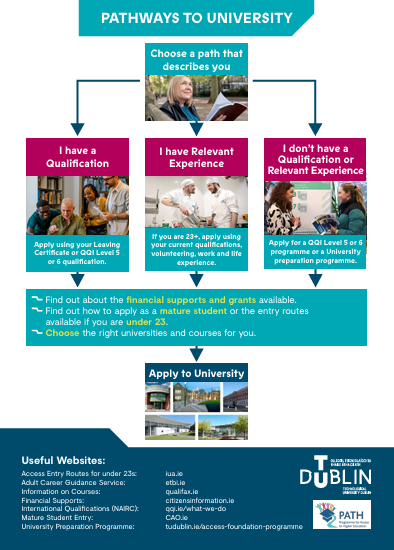 PATHWAYS TO UNIVERSITY
Choose a path that
describes you
I have a
Qualification
Apply using your Leaving
Certificate or QQI Level 5
or 6 qualification.
I have Relevant
Experience
If you are 23+, apply using
your current qualifications,
volunteering, work and life
experience.
I don't have a
Qualification or
Relevant Experience
Apply for a QQI Level 5 or 6
programme or a University
preparation programme.
Find out about the financial supports and grants available.
Find out how to apply as a mature student or the entry routes
available if you are under 23.
Choose the right universities and courses for you.
Apply to University
Useful Websites:
Access Entry Routes for under 23s: iua.ie
Adult Career Guidance Service: etbi.ie
Information on Courses: qualifax.ie
Financial Supports: citizensinformation.ie
International Qualifications (NAIRC): qqi.ie/what-we-do
Mature Student Entry: CAO.ie
University Preparation Programme: tudublin.ie/access-foundation-programme
TU DUBLIN
TECHNOLOGICAL
UNIVERSITY DUBLIN
PATH
Programme for Access
to Higher Education